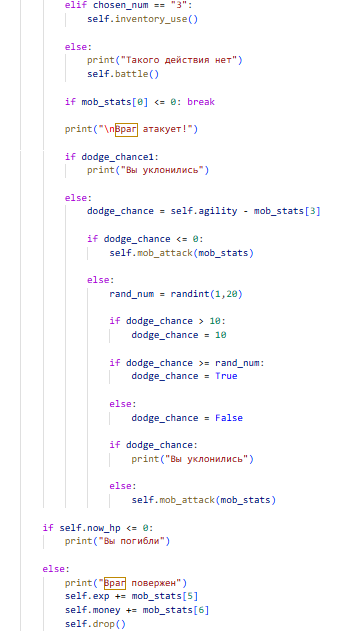 elif chosen_num == "3":
self.inventory_use()
else:
print("Такого действия нет")
self.battle()
if mob_stats[0] <= 0: break
print("\nВраг атакует!")
if dodge_chance1:
print("Вы уклонились")
else:
dodge_chance = self.agility - mob_stats[3]
if dodge_chance <= 0:
self.mob_attack(mob_stats)
else:
rand_num = randint(1,20)
if dodge_chance > 10:
dodge_chance = 10
if dodge_chance >= rand_num:
dodge_chance = True
else:
dodge_chance = False
if dodge_chance:
print("Вы уклонились")
else:
self.mob_attack(mob_stats)
if self.now_hp <= 0:
print("Вы погибли")
else:
print("Враг повержен")
self.exp += mob_stats[5]
self.money += mob_stats[6]
self.drop()